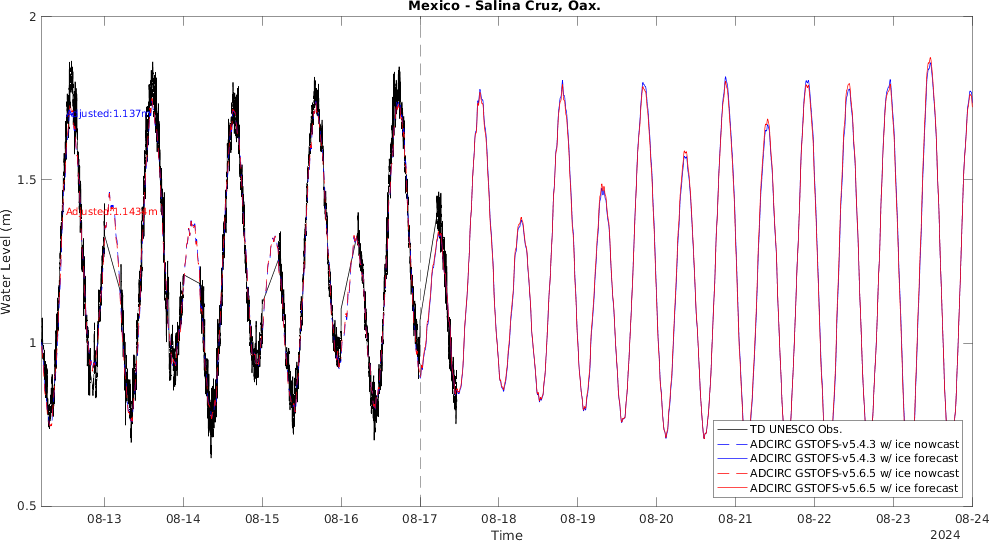 Mexico - Salina Cruz, Oax.
2
1.5
1
0.5
Water Level (m)
Adjusted:1.137m
Adjusted:1.1434m
TD UNESCO Obs.
ADCIRC GSTOFS-v5.4.3 w/ ice nowcast
ADCIRC GSTOFS-v5.4.3 w/ ice forecast
ADCIRC GSTOFS-v5.6.5 w/ ice nowcast
ADCIRC GSTOFS-v5.6.5 w/ ice forecast
08-13 08-14 08-15 08-16 08-17 08-18 08-19 08-20 08-21 08-22 08-23 08-24
Time
2024